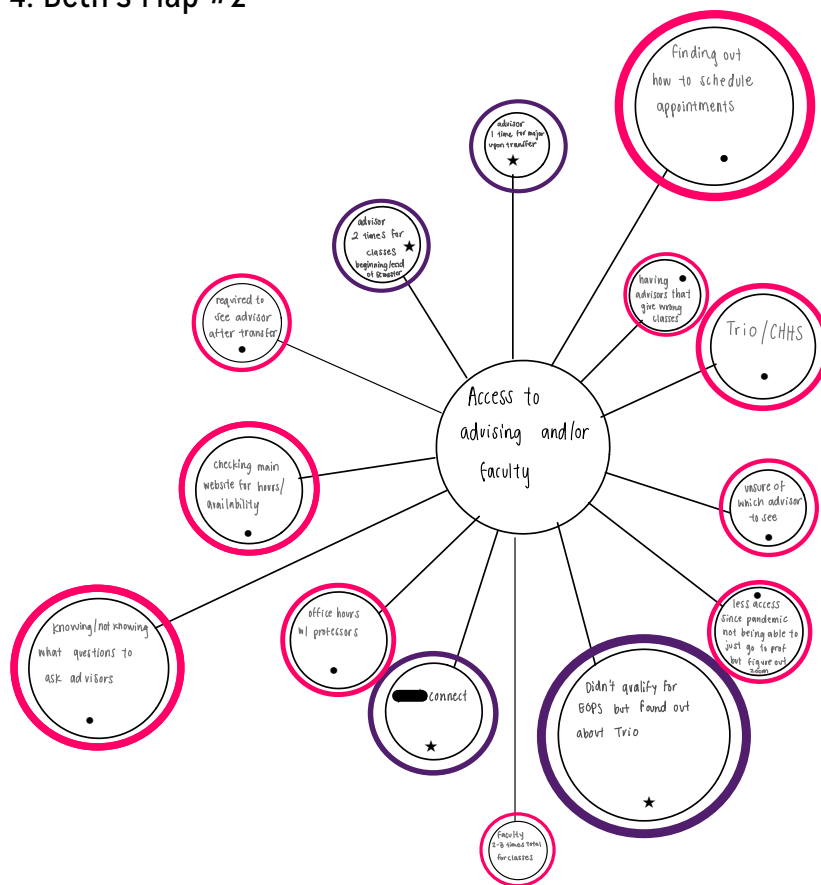 4. Beth's Map #2
Finding out
how to schedule
appointments
advisor
1 time for major
upon transfer
advisor
2 times for
classes
beginning/end
of semester
having
advisors that
give wrong
classes
required to
see advisor
after transfer
Trio/CHHS
Access to
advising and/or
faculty
checking main
website for hours/
availability
unsure of
which advisor
to see
Knowing/not knowing
what questions to
ask advisors
office hours
w/ professors
less access
since pandemic
not being able to
just go to prof
but figure out
zoom
connect
Didn't qualify for
EOPS but found out
about Trio
Faculty
2-3 times total
for classes